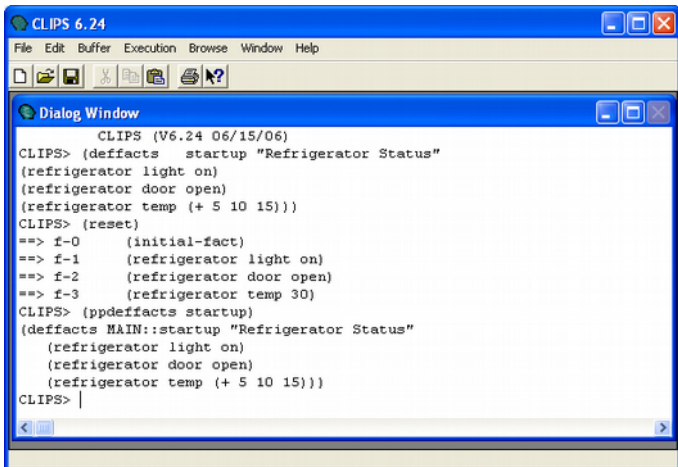 CLIPS 6.24
File Edit Buffer Execution Browse Window Help
Dialog Window
CLIPS (V6.24 06/15/06)
CLIPS> (deffacts   startup "Refrigerator Status"
(refrigerator light on)
(refrigerator door open)
(refrigerator temp (+ 5 10 15)))
CLIPS> (reset)
==> f-0     (initial-fact)
==> f-1     (refrigerator light on)
==> f-2     (refrigerator door open)
==> f-3     (refrigerator temp 30)
CLIPS> (ppdeffacts startup)
(deffacts MAIN::startup "Refrigerator Status"
   (refrigerator light on)
   (refrigerator door open)
   (refrigerator temp (+ 5 10 15)))
CLIPS>